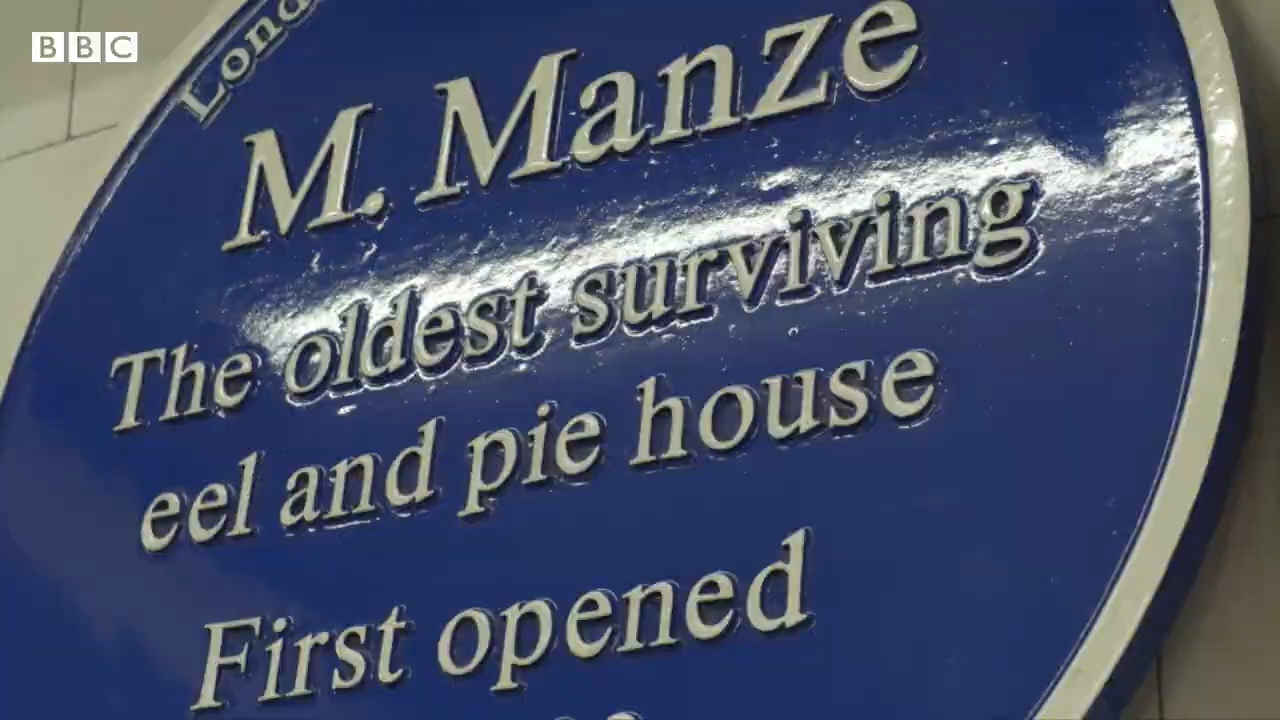 BBC
M. Manze
The oldest surviving
eel and pie house
First opened